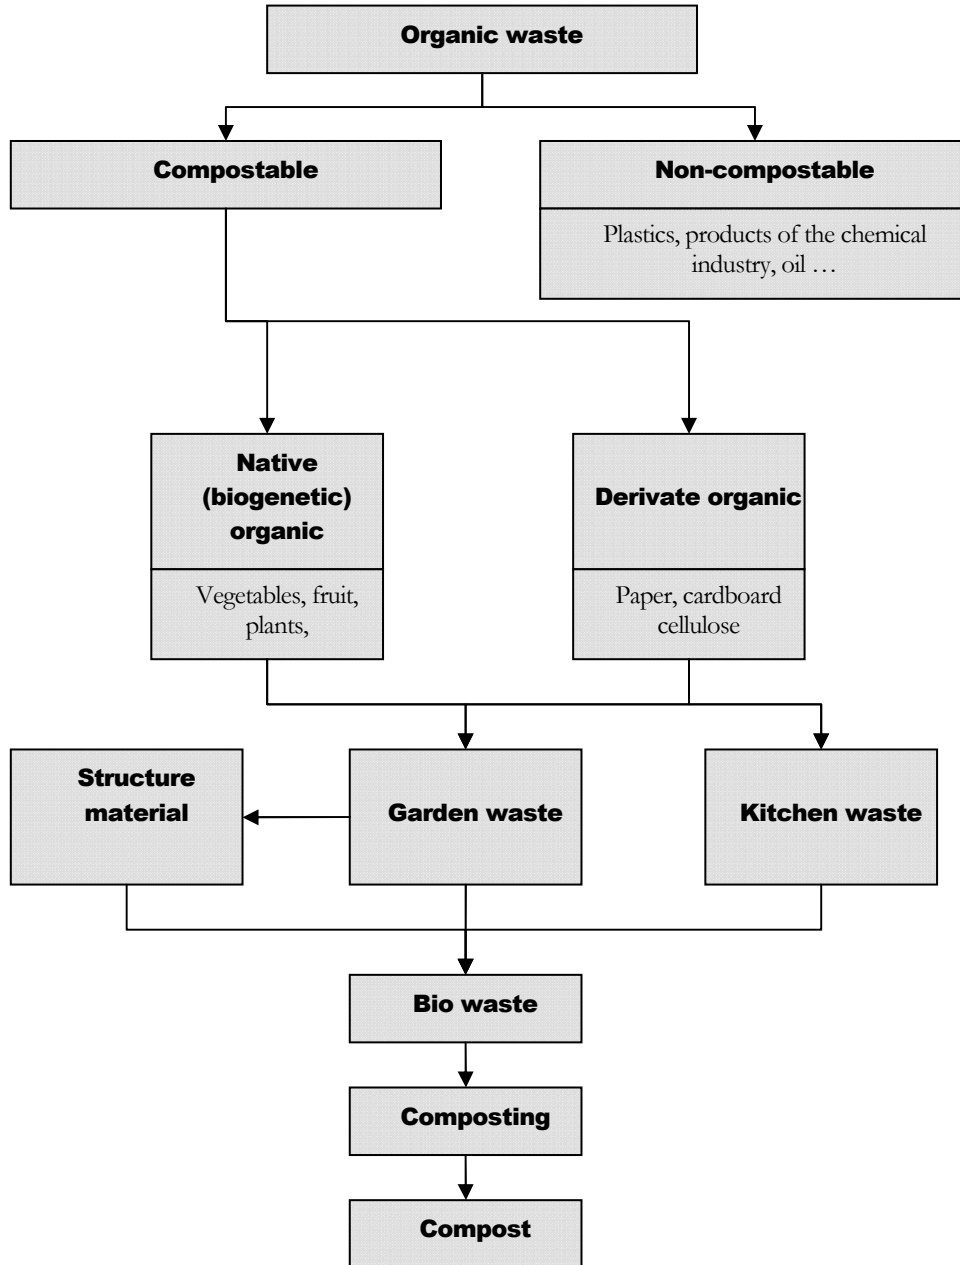 Organic waste
Compostable
Non-compostable
Plastics, products of the chemical
industry, oil …
Native
(biogenetic)
organic
Vegetables, fruit,
plants,
Derivate organic
Paper, cardboard
cellulose
Structure
material
Garden waste
Kitchen waste
Bio waste
Composting
Compost